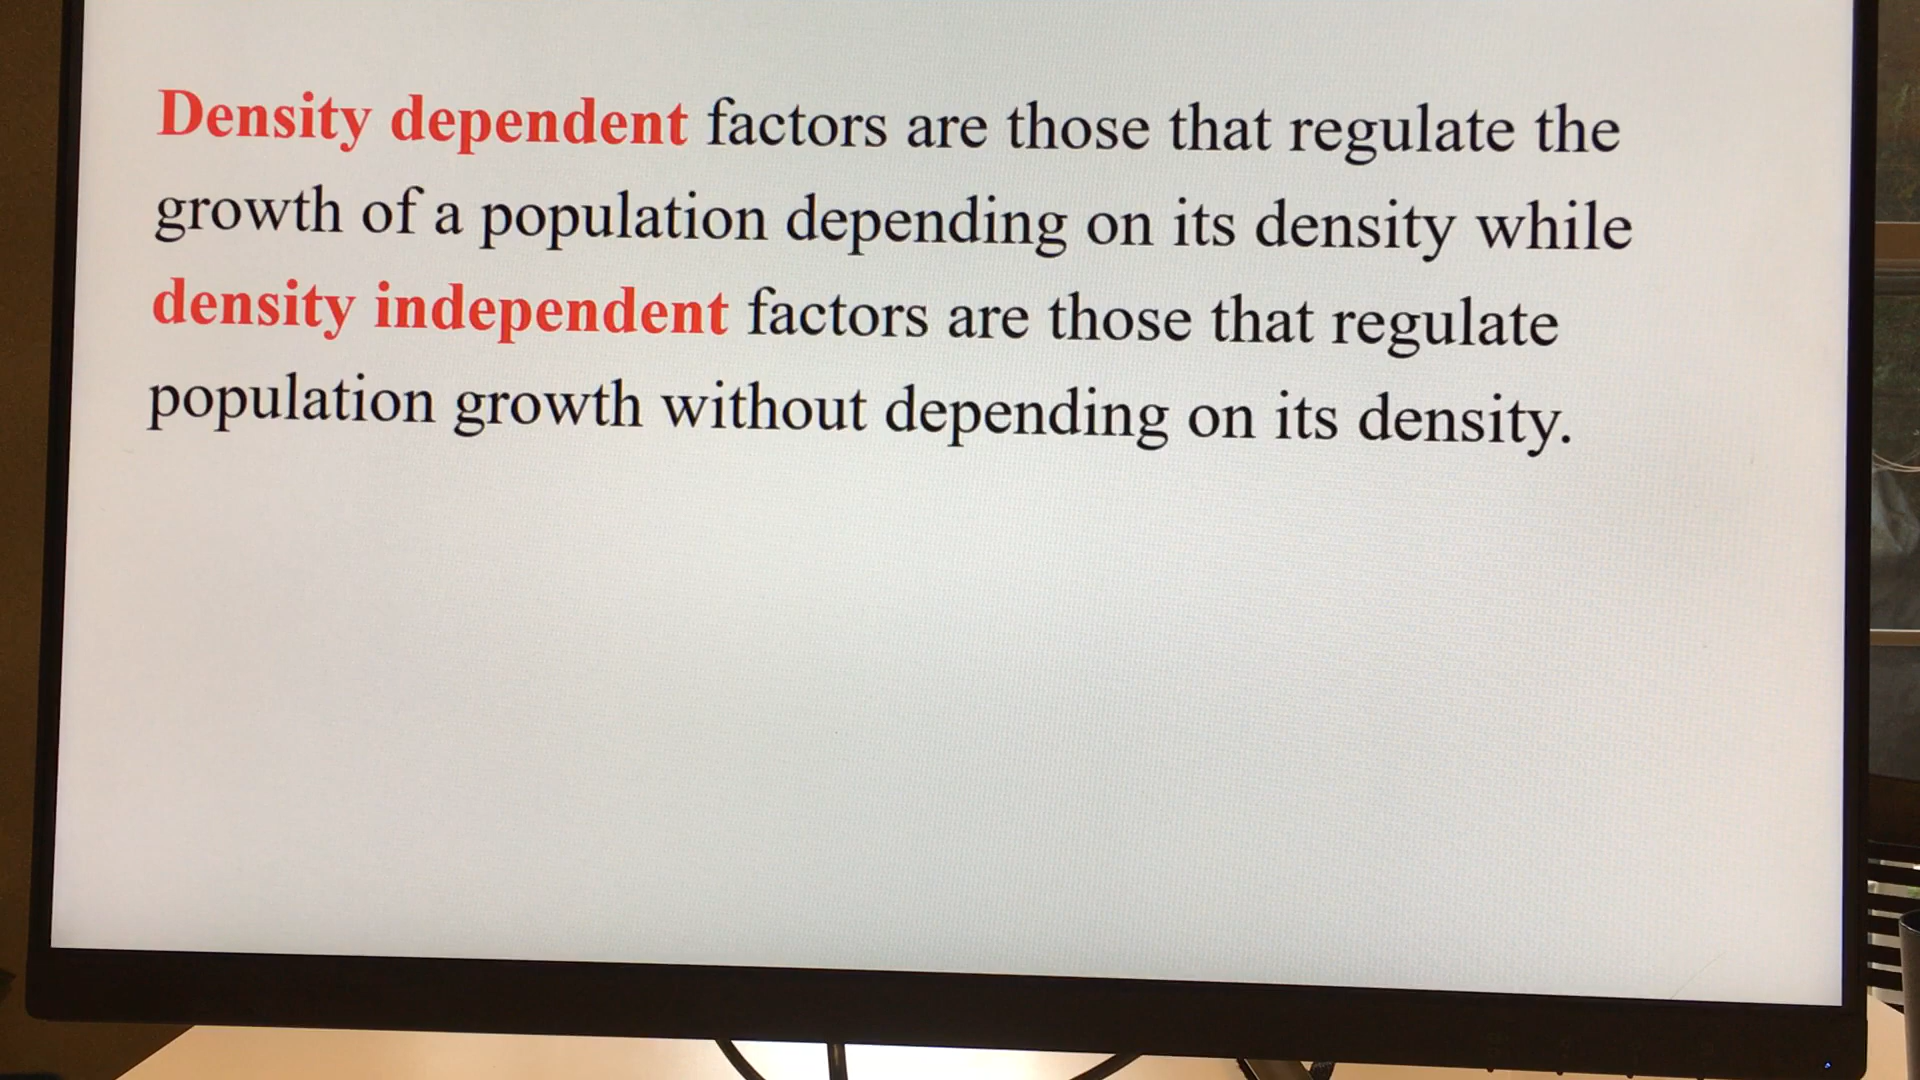 Density dependent factors are those that regulate the
growth of a population depending on its density while
density independent factors are those that regulate
population growth without depending on its density.